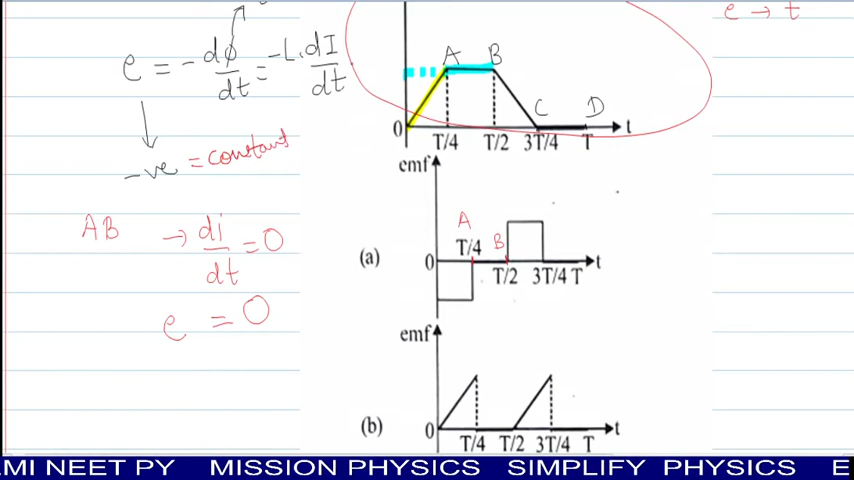 e → t
e = -dφ/dt = -L.dI/dt
A B
C D
0 T/4 T/2 3T/4 T t
-ve = constant
emf
A
AB → di/dt = 0
T/4 B
(a) 0 T/2 3T/4 T t
e = 0
emf
(b) 0 T/4 T/2 3T/4 T t
AMI NEET PY MISSION PHYSICS SIMPLIFY PHYSICS E